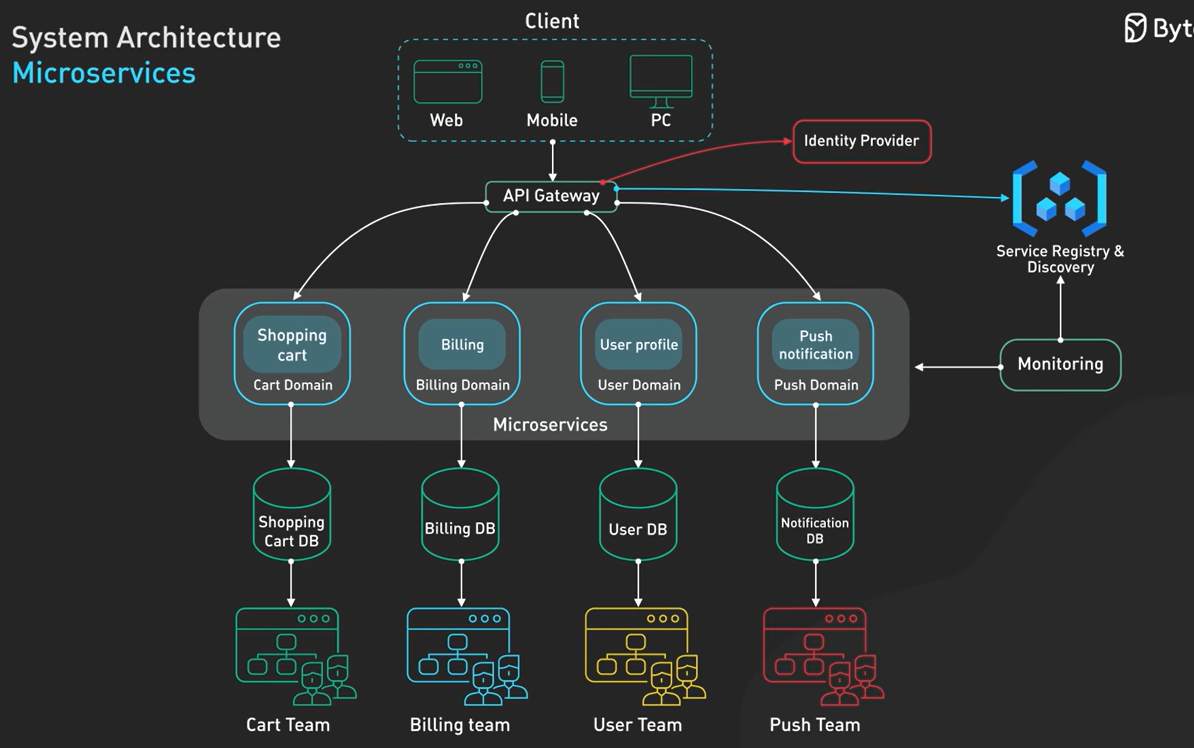 System Architecture
Microservices
Client
Web
Mobile
PC
Identity Provider
API Gateway
Service Registry &
Discovery
Shopping
cart
Cart Domain
Billing
Billing Domain
User profile
User Domain
Push
notification
Push Domain
Microservices
Monitoring
Shopping
Cart DB
Billing DB
User DB
Notification
DB
Cart Team
Billing team
User Team
Push Team